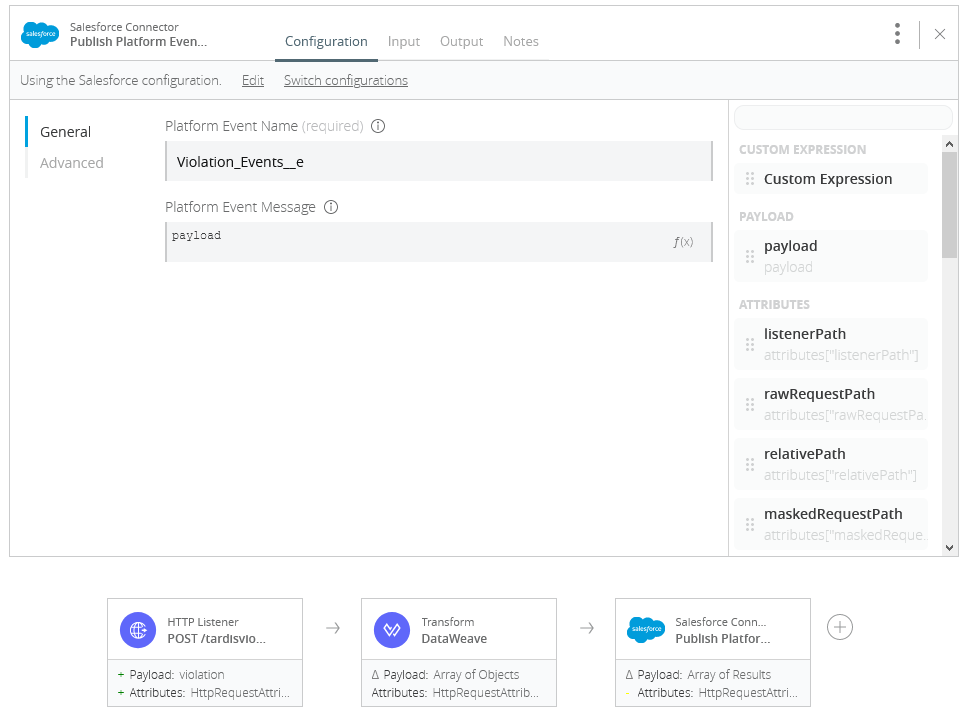 Salesforce Connector
Publish Platform Even...
Configuration
Input
Output
Notes
Using the Salesforce configuration.
Edit
Switch configurations
General
Advanced
Platform Event Name (required)
Violation_Events__e
Platform Event Message
payload
f(x)
CUSTOM EXPRESSION
Custom Expression
PAYLOAD
payload
payload
ATTRIBUTES
listenerPath
attributes["listenerPath"]
rawRequestPath
attributes["rawRequestPa...
relativePath
attributes["relativePath"]
maskedRequestPath
attributes["maskedReque...
salesforce
HTTP Listener
POST /tardisvio...
+ Payload: violation
+ Attributes: HttpRequestAttri...
Transform
DataWeave
Δ Payload: Array of Objects
Attributes: HttpRequestAttrib...
salesforce
Salesforce Conn...
Publish Platfor...
Δ Payload: Array of Results
Attributes: HttpRequestAttri...